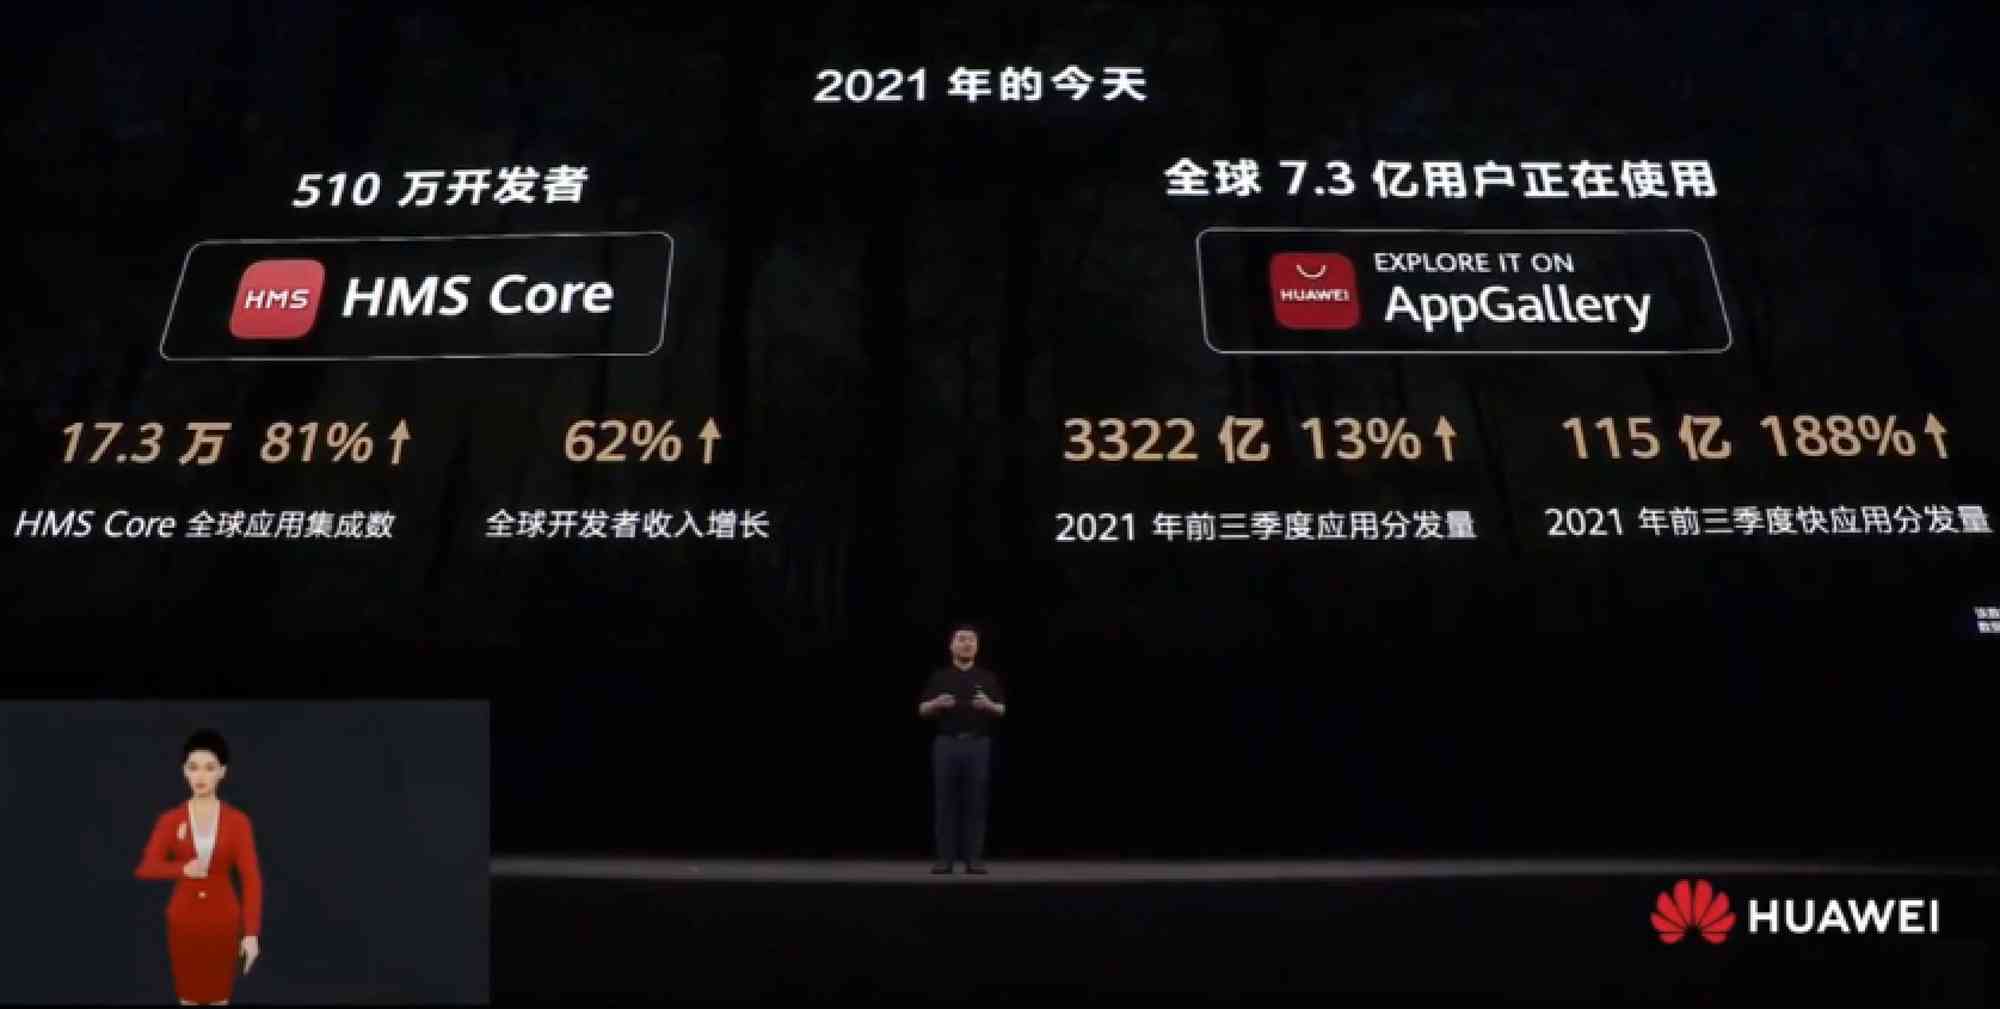 2021 年的今天
510 万开发者
HMS HMS Core
17.3 万 81%↑
HMS Core 全球应用集成数
62%↑
全球开发者收入增长
全球 7.3 亿用户正在使用
EXPLORE IT ON
HUAWEI AppGallery
3322 亿 13%↑
2021 年前三季度应用分发量
115 亿 188%↑
2021 年前三季度快应用分发量
HUAWEI